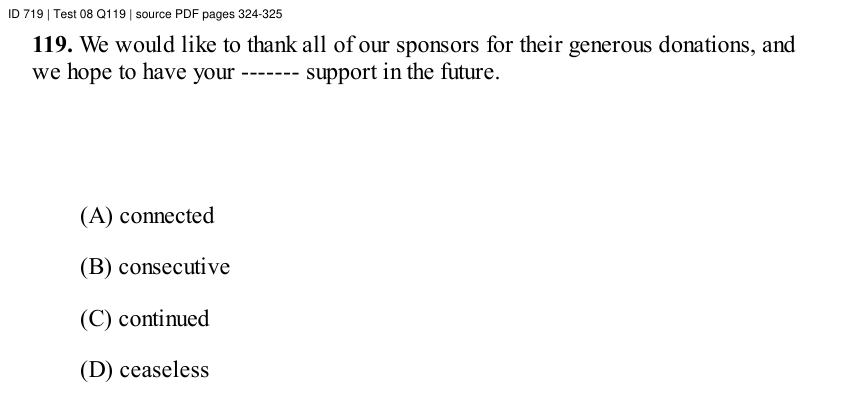 ID 719 | Test 08 Q119 | source PDF pages 324-325
119. We would like to thank all of our sponsors for their generous donations, and
we hope to have your ------- support in the future.
(A) connected
(B) consecutive
(C) continued
(D) ceaseless